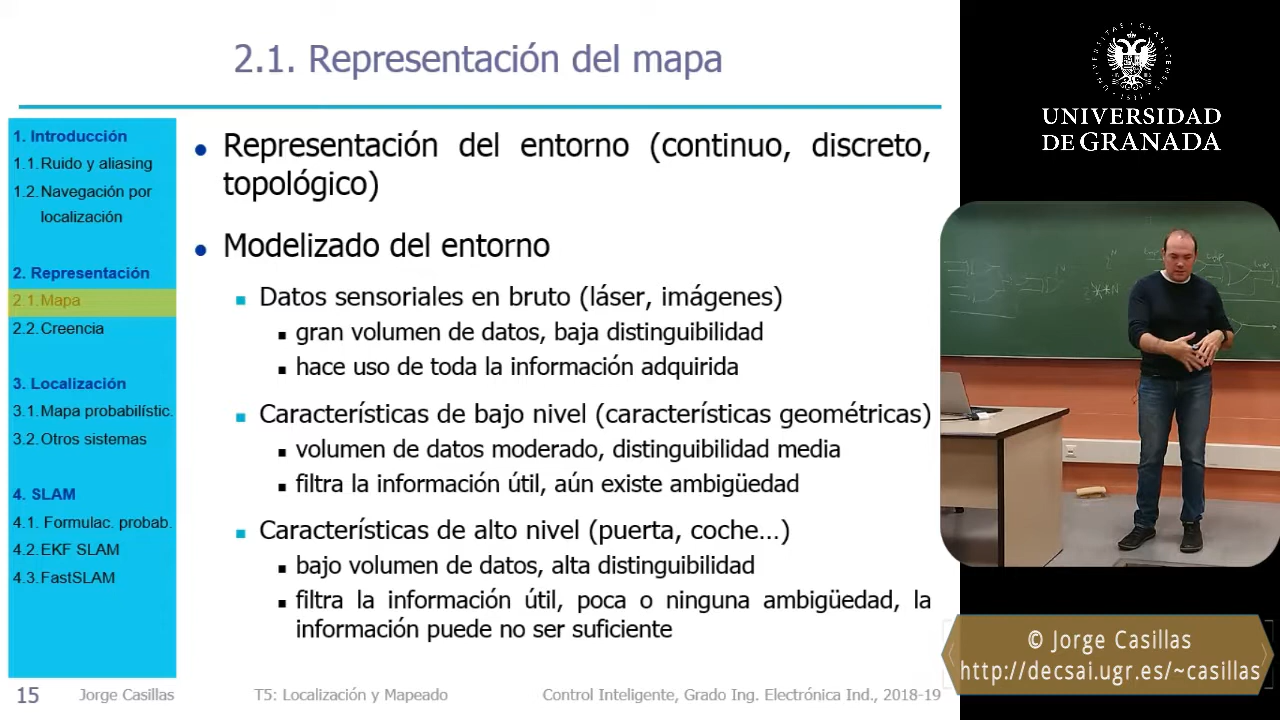 2.1. Representación del mapa
1. Introducción
1.1. Ruido y aliasing
1.2. Navegación por
localización
2. Representación
2.1. Mapa
2.2. Creencia
3. Localización
3.1. Mapa probabilístic.
3.2. Otros sistemas
4. SLAM
4.1. Formulac. probab.
4.2. EKF SLAM
4.3. FastSLAM
• Representación del entorno (continuo, discreto,
topológico)
• Modelizado del entorno
▪ Datos sensoriales en bruto (láser, imágenes)
▪ gran volumen de datos, baja distinguibilidad
▪ hace uso de toda la información adquirida
▪ Características de bajo nivel (características geométricas)
▪ volumen de datos moderado, distinguibilidad media
▪ filtra la información útil, aún existe ambigüedad
▪ Características de alto nivel (puerta, coche...)
▪ bajo volumen de datos, alta distinguibilidad
▪ filtra la información útil, poca o ninguna ambigüedad, la
información puede no ser suficiente
15 Jorge Casillas T5: Localización y Mapeado Control Inteligente, Grado Ing. Electrónica Ind., 2018-19
UNIVERSIDAD
DE GRANADA
© Jorge Casillas
http://decsai.ugr.es/~casillas